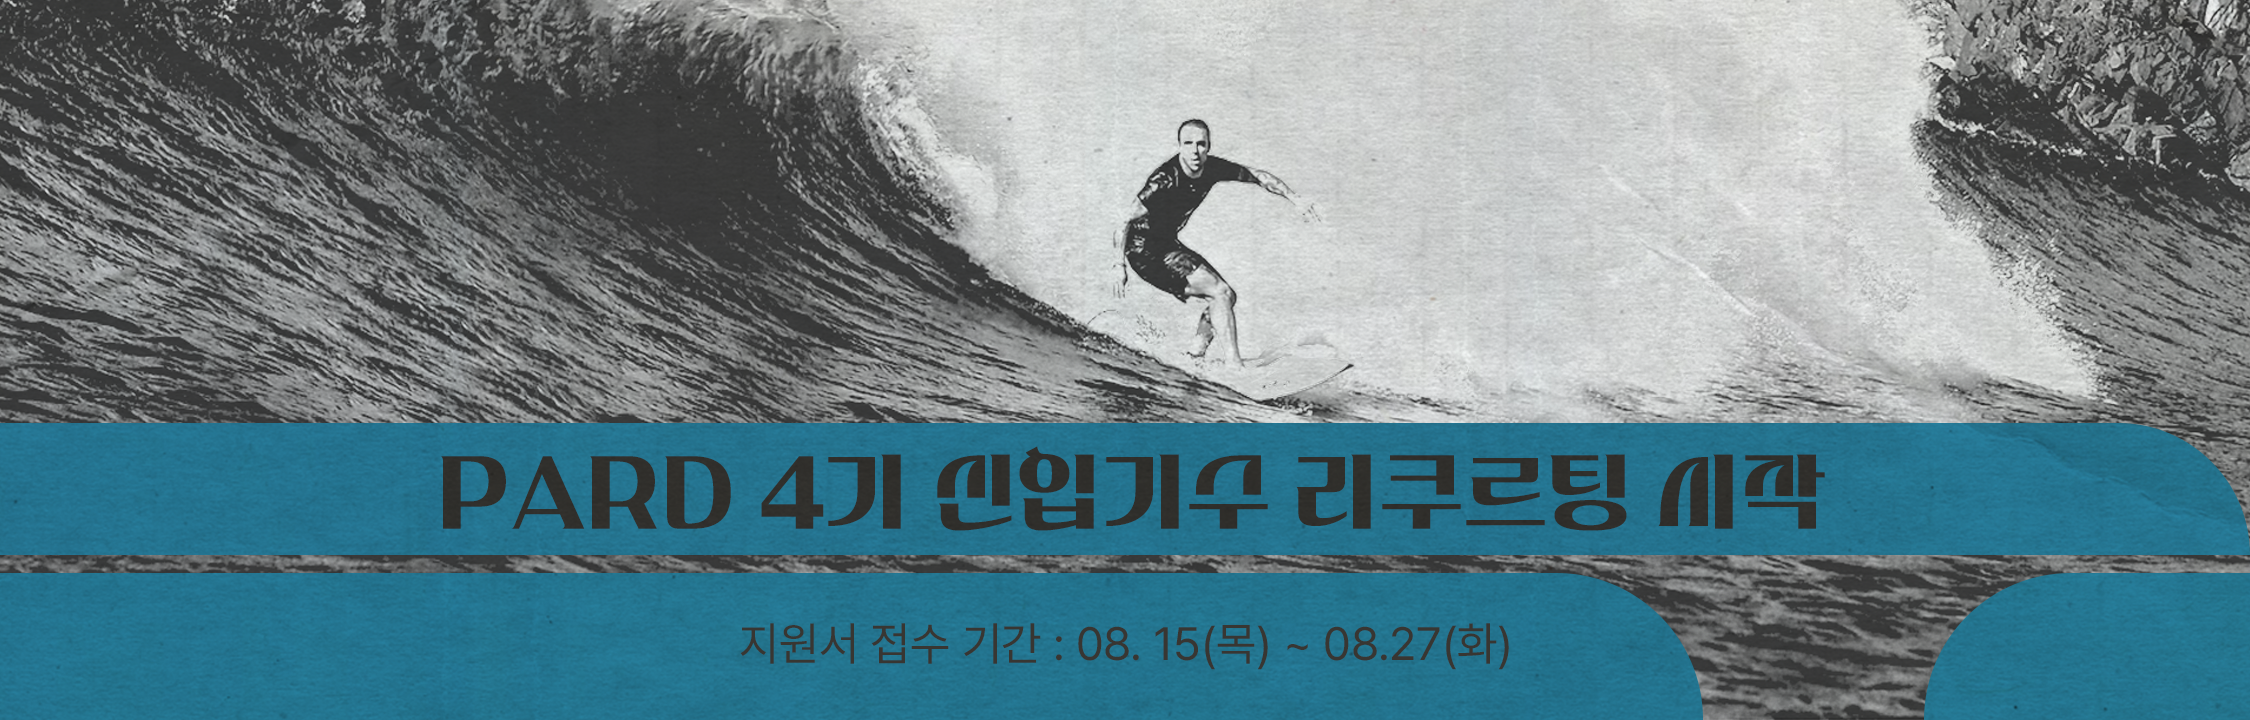 PARD 4기 신입기수 리쿠르팅 시작
지원서 접수 기간 : 08. 15(목) ~ 08.27(화)